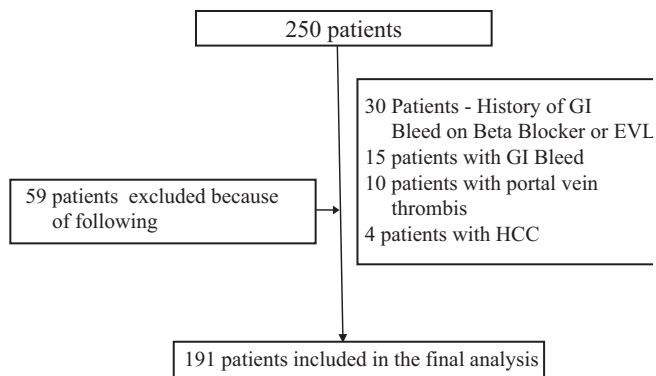 250 patients
30 Patients - History of GI
Bleed on Beta Blocker or EVL
15 patients with GI Bleed
10 patients with portal vein
thrombis
4 patients with HCC
59 patients excluded because
of following
191 patients included in the final analysis